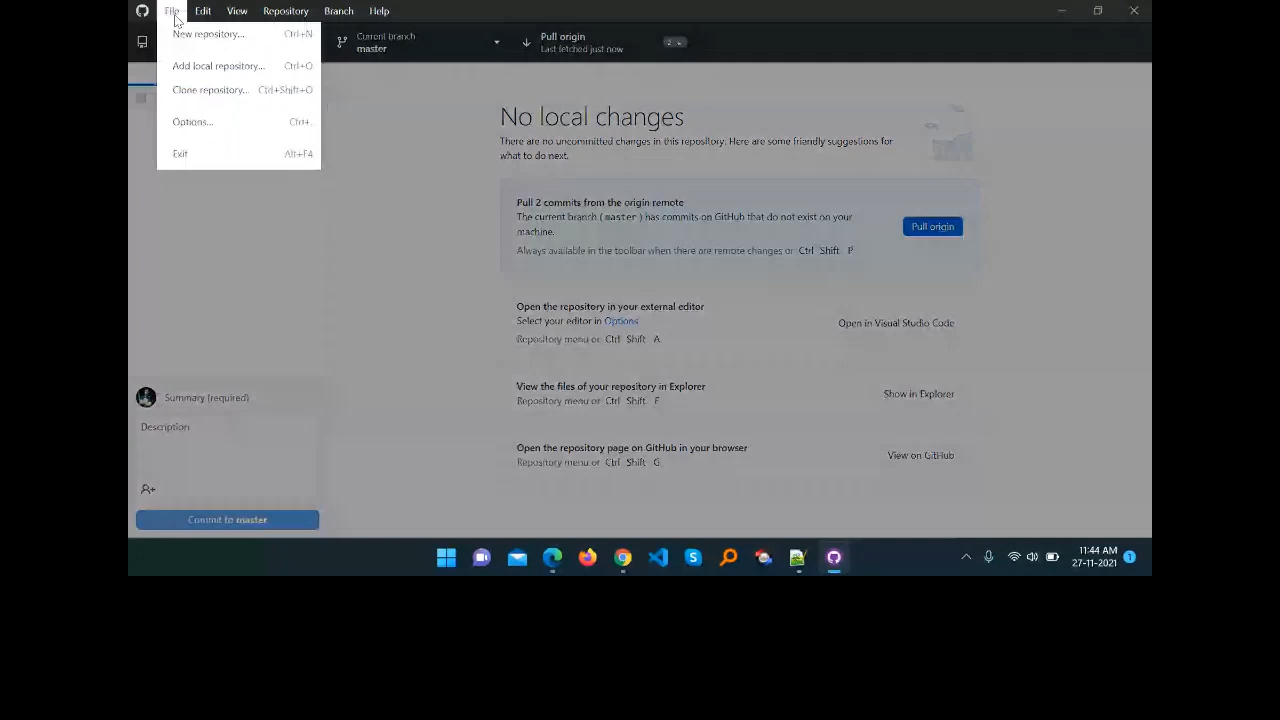 File Edit View Repository Branch Help
New repository... Ctrl+N
Add local repository... Ctrl+O
Clone repository... Ctrl+Shift+O
Options... Ctrl+,
Exit Alt+F4
Current branch
master
Pull origin
Last fetched just now
2
No local changes
There are no uncommitted changes in this repository. Here are some friendly suggestions for
what to do next.
Pull 2 commits from the origin remote
The current branch (master) has commits on GitHub that do not exist on your
machine.
Always available in the toolbar when there are remote changes or Ctrl Shift P
Pull origin
Open the repository in your external editor
Select your editor in Options
Repository menu or Ctrl Shift A
Open in Visual Studio Code
View the files of your repository in Explorer
Repository menu or Ctrl Shift F
Show in Explorer
Open the repository page on GitHub in your browser
Repository menu or Ctrl Shift G
View on GitHub
Summary (required)
Description
Commit to master
11:44 AM
27-11-2021
1